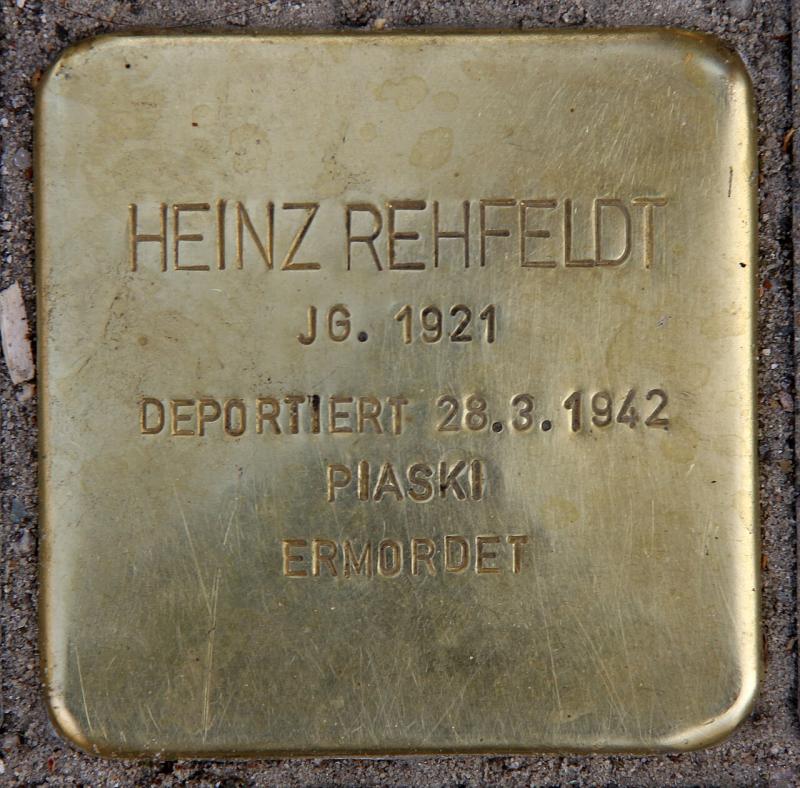 HEINZ REHFELDT
JG. 1921
DEPORTIERT 28.3.1942
PIASKI
ERMORDET